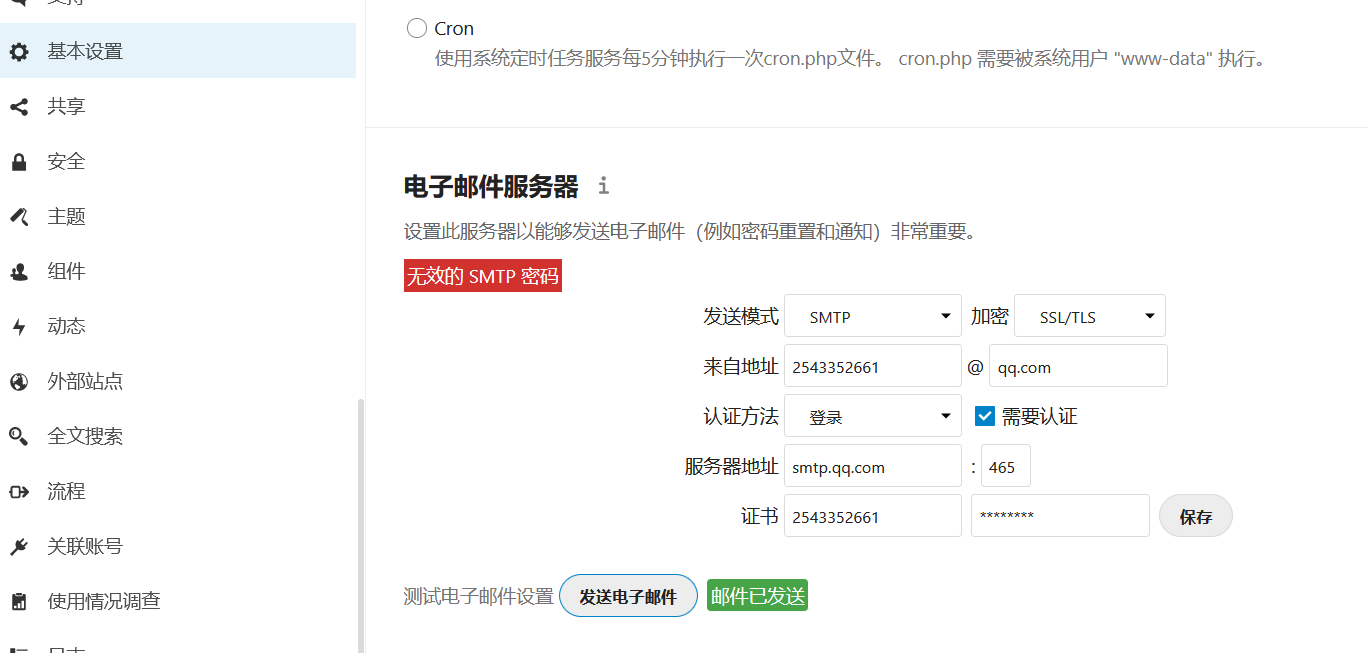 Cron
使用系统定时任务服务每5分钟执行一次cron.php文件。 cron.php 需要被系统用户 "www-data" 执行。
基本设置
共享
安全
主题
组件
动态
外部站点
全文搜索
流程
关联账号
使用情况调查
电子邮件服务器
设置此服务器以能够发送电子邮件（例如密码重置和通知）非常重要。
无效的 SMTP 密码
发送模式 SMTP 加密 SSL/TLS
来自地址 2543352661 @ qq.com
认证方法 登录 需要认证
服务器地址 smtp.qq.com : 465
证书 2543352661 ******** 保存
测试电子邮件设置 发送电子邮件 邮件已发送